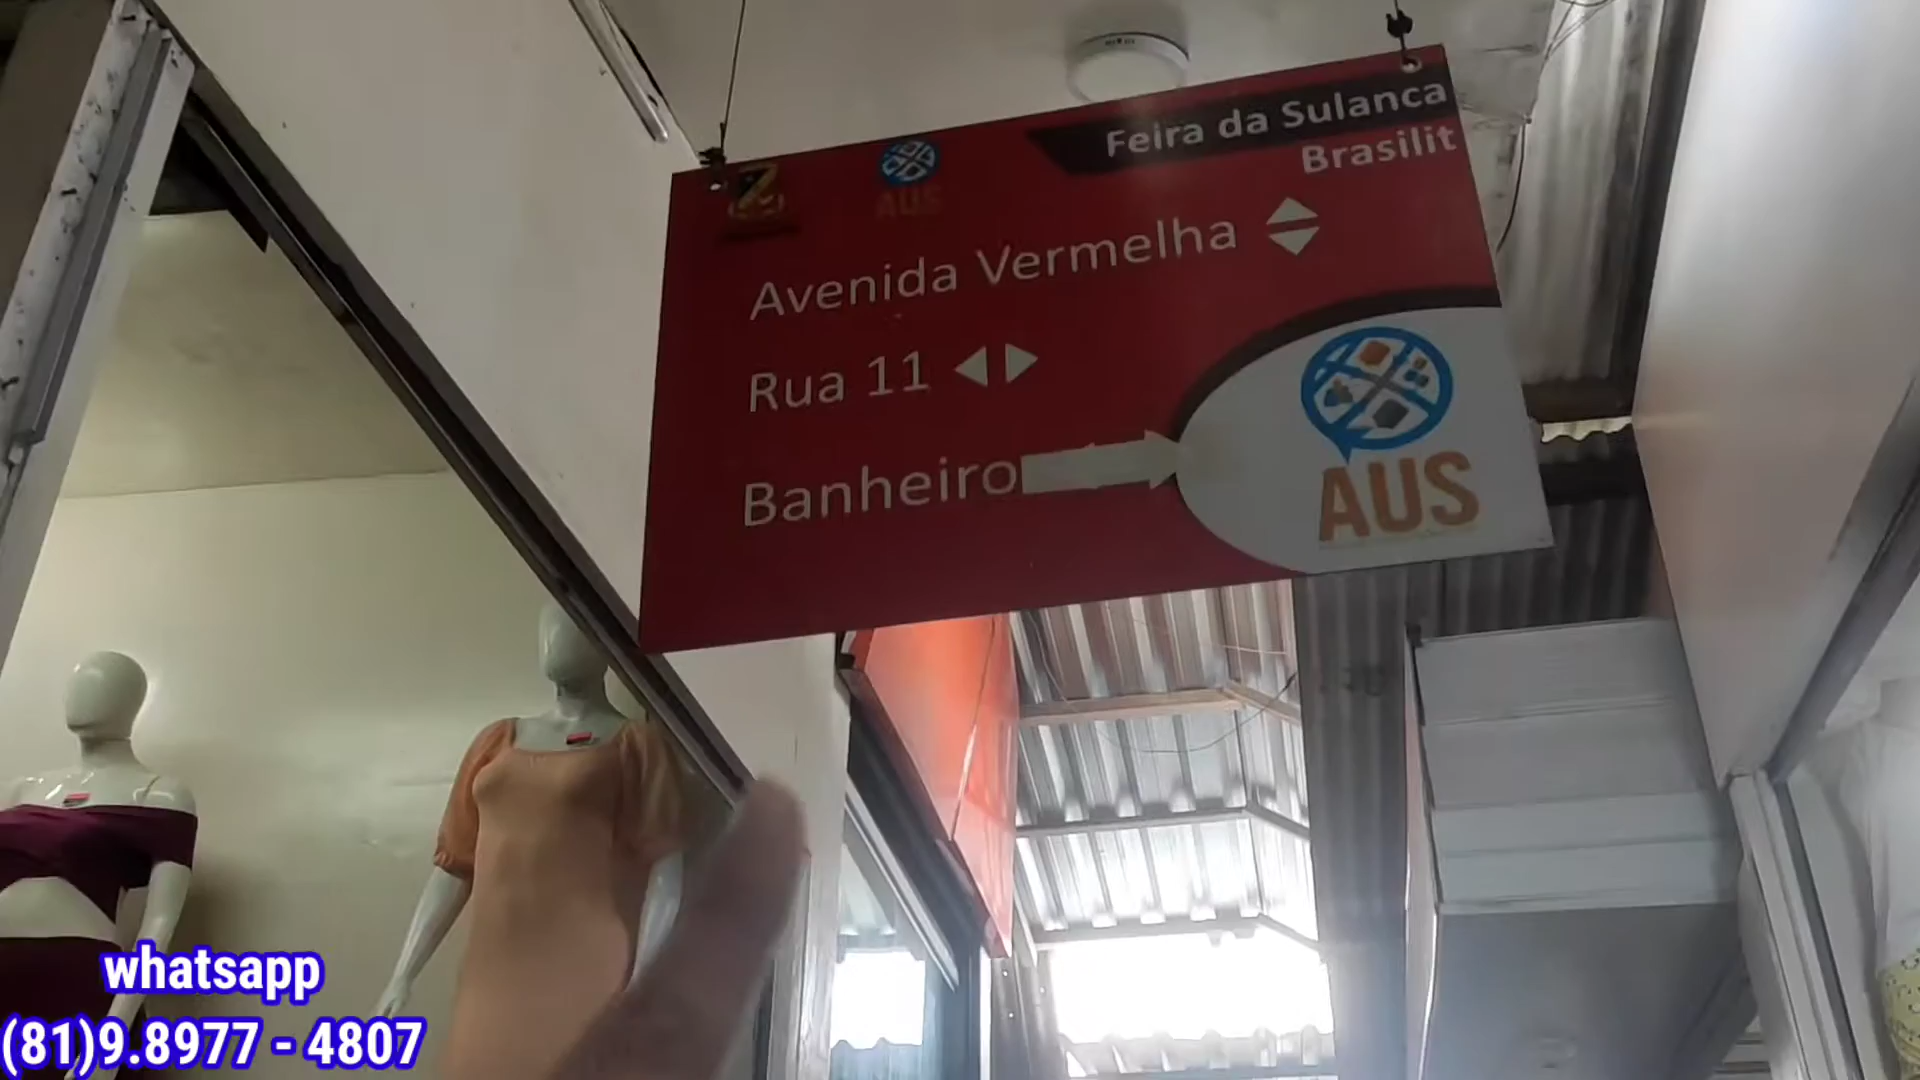 Feira da Sulanca
Brasilit
AUS
Avenida Vermelha
Rua 11
Banheiro
AUS
whatsapp
(81)9.8977 - 4807